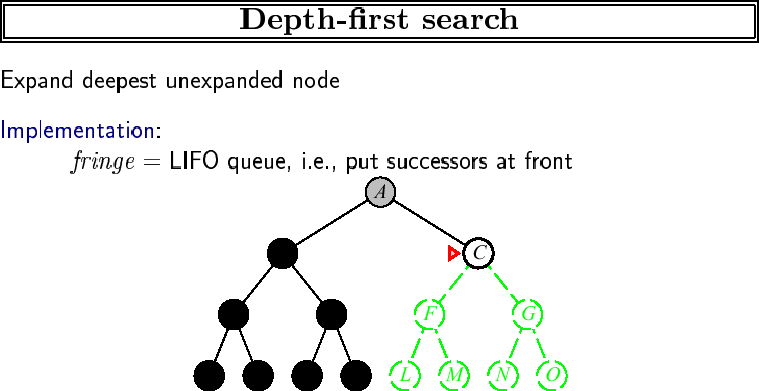 Depth-first search
Expand deepest unexpanded node
Implementation:
fringe = LIFO queue, i.e., put successors at front
A
C
F G
L M N O